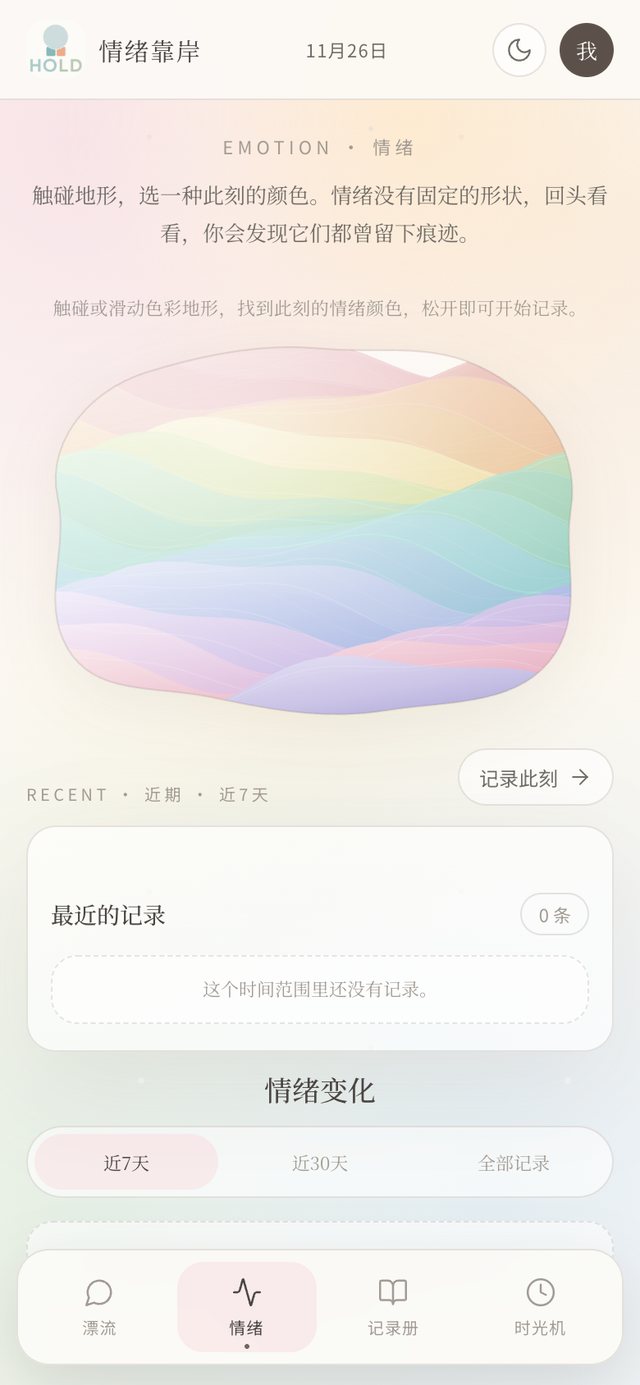 HOLD
情绪靠岸
11月26日
我
EMOTION • 情绪
触碰地形，选一种此刻的颜色。情绪没有固定的形状，回头看
看，你会发现它们都曾留下痕迹。
触碰或滑动色彩地形，找到此刻的情绪颜色，松开即可开始记录。
记录此刻 →
RECENT • 近期 • 近7天
最近的记录
0 条
这个时间范围里还没有记录。
情绪变化
近7天
近30天
全部记录
漂流
情绪
记录册
时光机